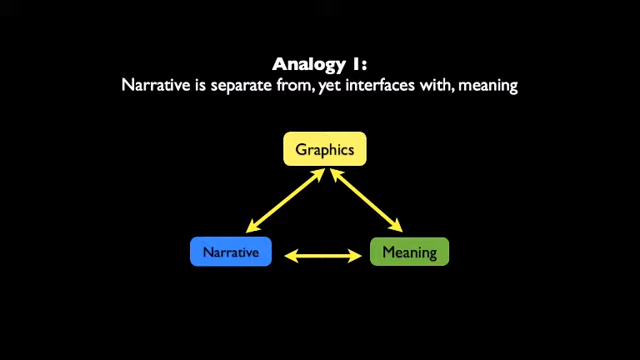 Analogy 1:
Narrative is separate from, yet interfaces with, meaning
Graphics
Narrative
Meaning